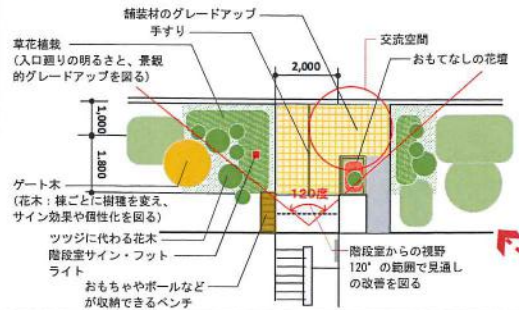 舗装材のグレードアップ
手すり
草花植栽
(入口廻りの明るさと、景観
的グレードアップを図る)
交流空間
おもてなしの花壇
2,000
1,000
1,800
ゲート木
(花木:棟ごとに樹種を変え、
サイン効果や個性化を図る)
120度
ツツジに代わる花木
階段室サイン・フット
ライト
おもちゃやボールなど
が収納できるベンチ
階段室からの視野
120°の範囲で見通し
の改善を図る